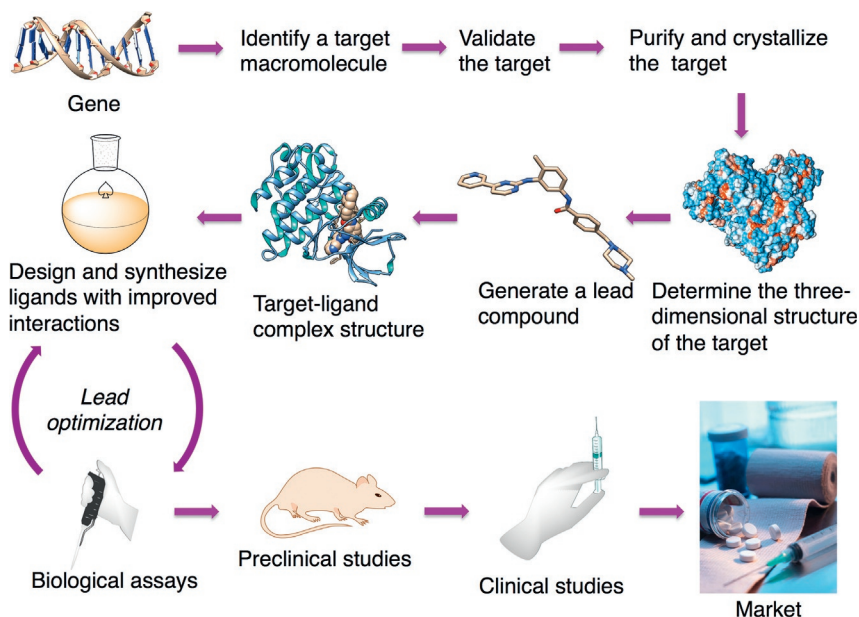 Gene
Identify a target
macromolecule
Validate
the target
Purify and crystallize
the target
Determine the three-
dimensional structure
of the target
Generate a lead
compound
Target-ligand
complex structure
Design and synthesize
ligands with improved
interactions
Lead
optimization
Biological assays
Preclinical studies
Clinical studies
Market